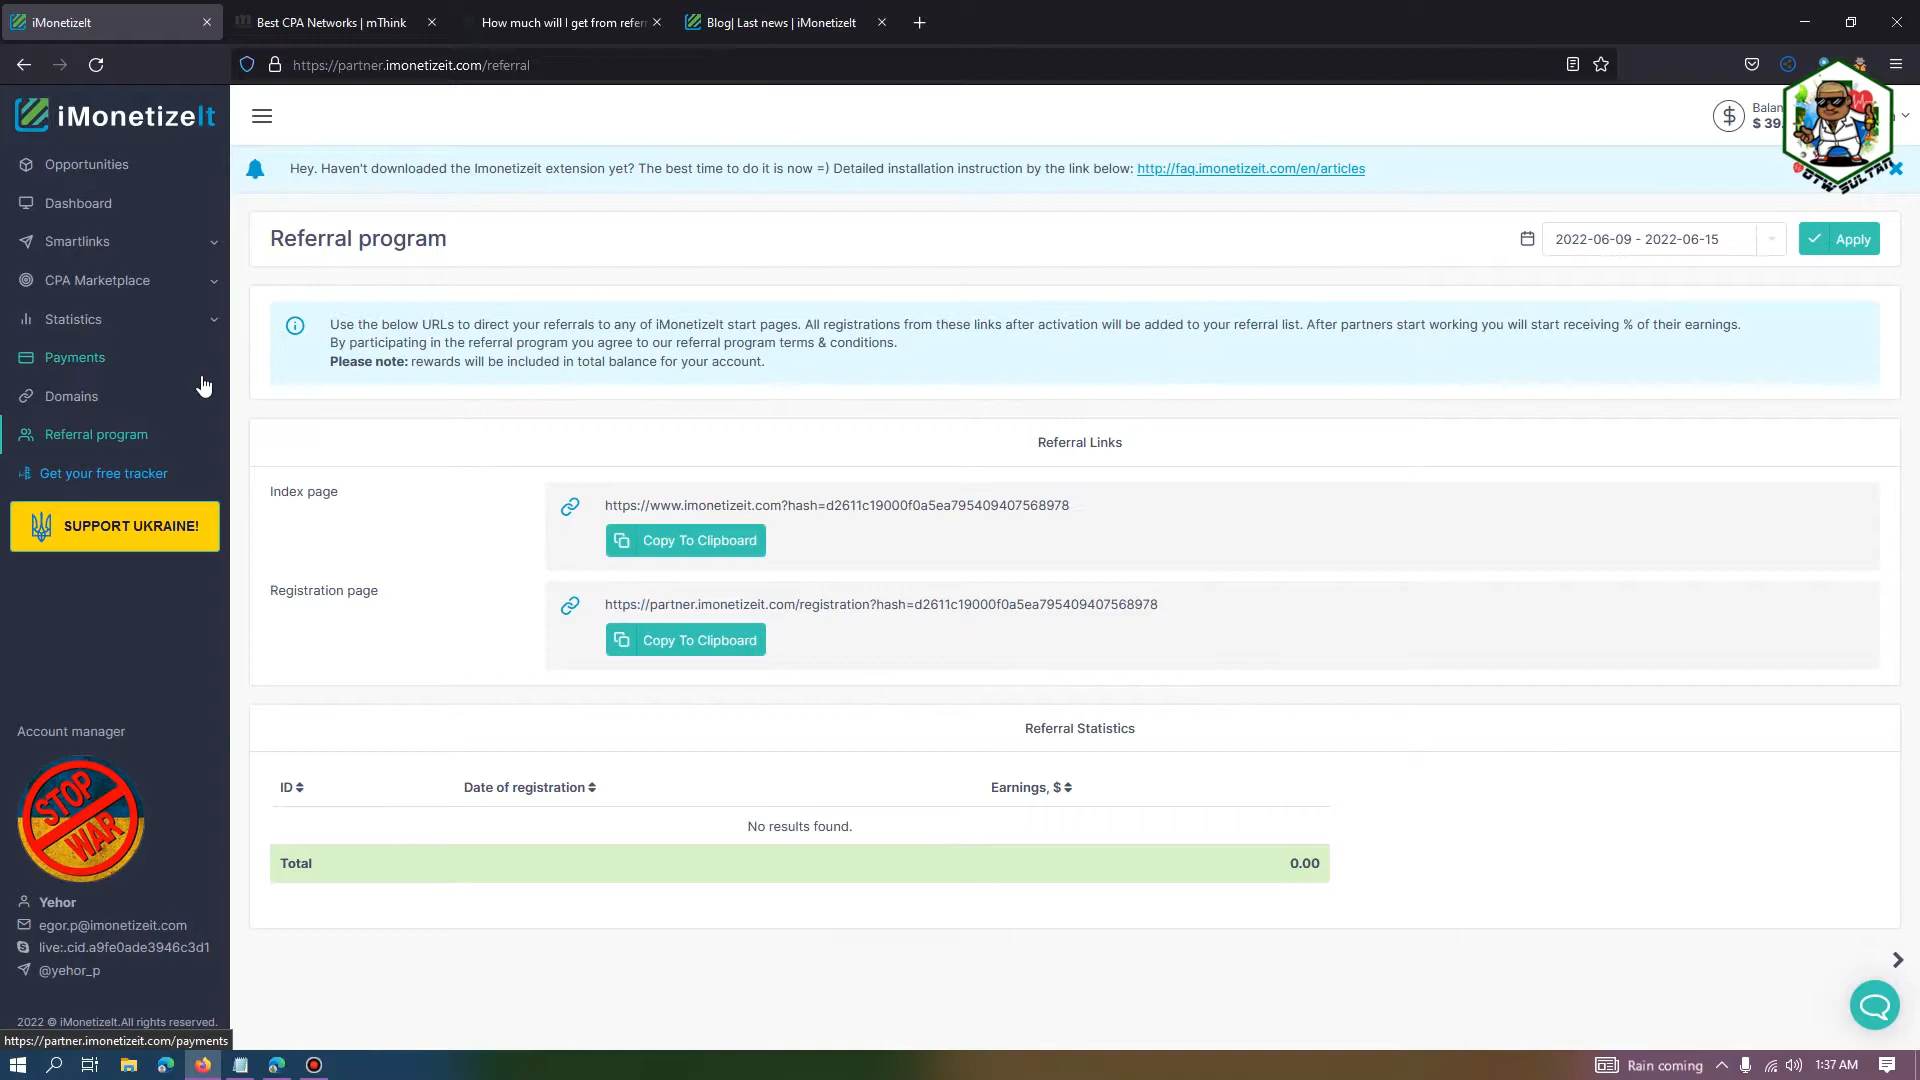 iMonetizeIt
Best CPA Networks | mThink
How much will I get from refer
Blog| Last news | iMonetizeIt
https://partner.imonetizeit.com/referral
iMonetizeIt
Balan
$ 39.
DTW SULTAN
Opportunities
Hey. Haven't downloaded the Imonetizeit extension yet? The best time to do it is now =) Detailed installation instruction by the link below: http://faq.imonetizeit.com/en/articles
Dashboard
Smartlinks
CPA Marketplace
Statistics
Payments
Domains
Referral program
Get your free tracker
SUPPORT UKRAINE!
Referral program
2022-06-09 - 2022-06-15
Apply
Use the below URLs to direct your referrals to any of iMonetizeIt start pages. All registrations from these links after activation will be added to your referral list. After partners start working you will start receiving % of their earnings.
By participating in the referral program you agree to our referral program terms & conditions.
Please note: rewards will be included in total balance for your account.
Referral Links
Index page
https://www.imonetizeit.com?hash=d2611c19000f0a5ea795409407568978
Copy To Clipboard
Registration page
https://partner.imonetizeit.com/registration?hash=d2611c19000f0a5ea795409407568978
Copy To Clipboard
Referral Statistics
ID
Date of registration
Earnings, $
No results found.
Total
0.00
Account manager
STOP
WAR
Yehor
egor.p@imonetizeit.com
live:.cid.a9fe0ade3946c3d1
@yehor_p
2022 © iMonetizeIt.All rights reserved.
https://partner.imonetizeit.com/payments
Rain coming
1:37 AM